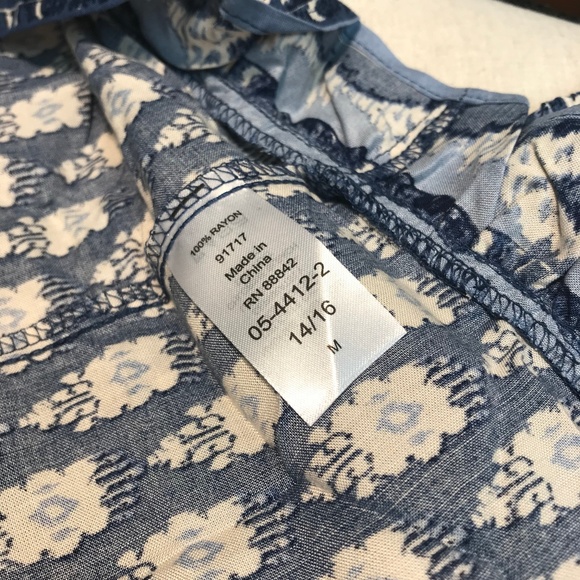 100% RAYON
91717
Made in
China
RN 88842
05-4412-2
14/16
M